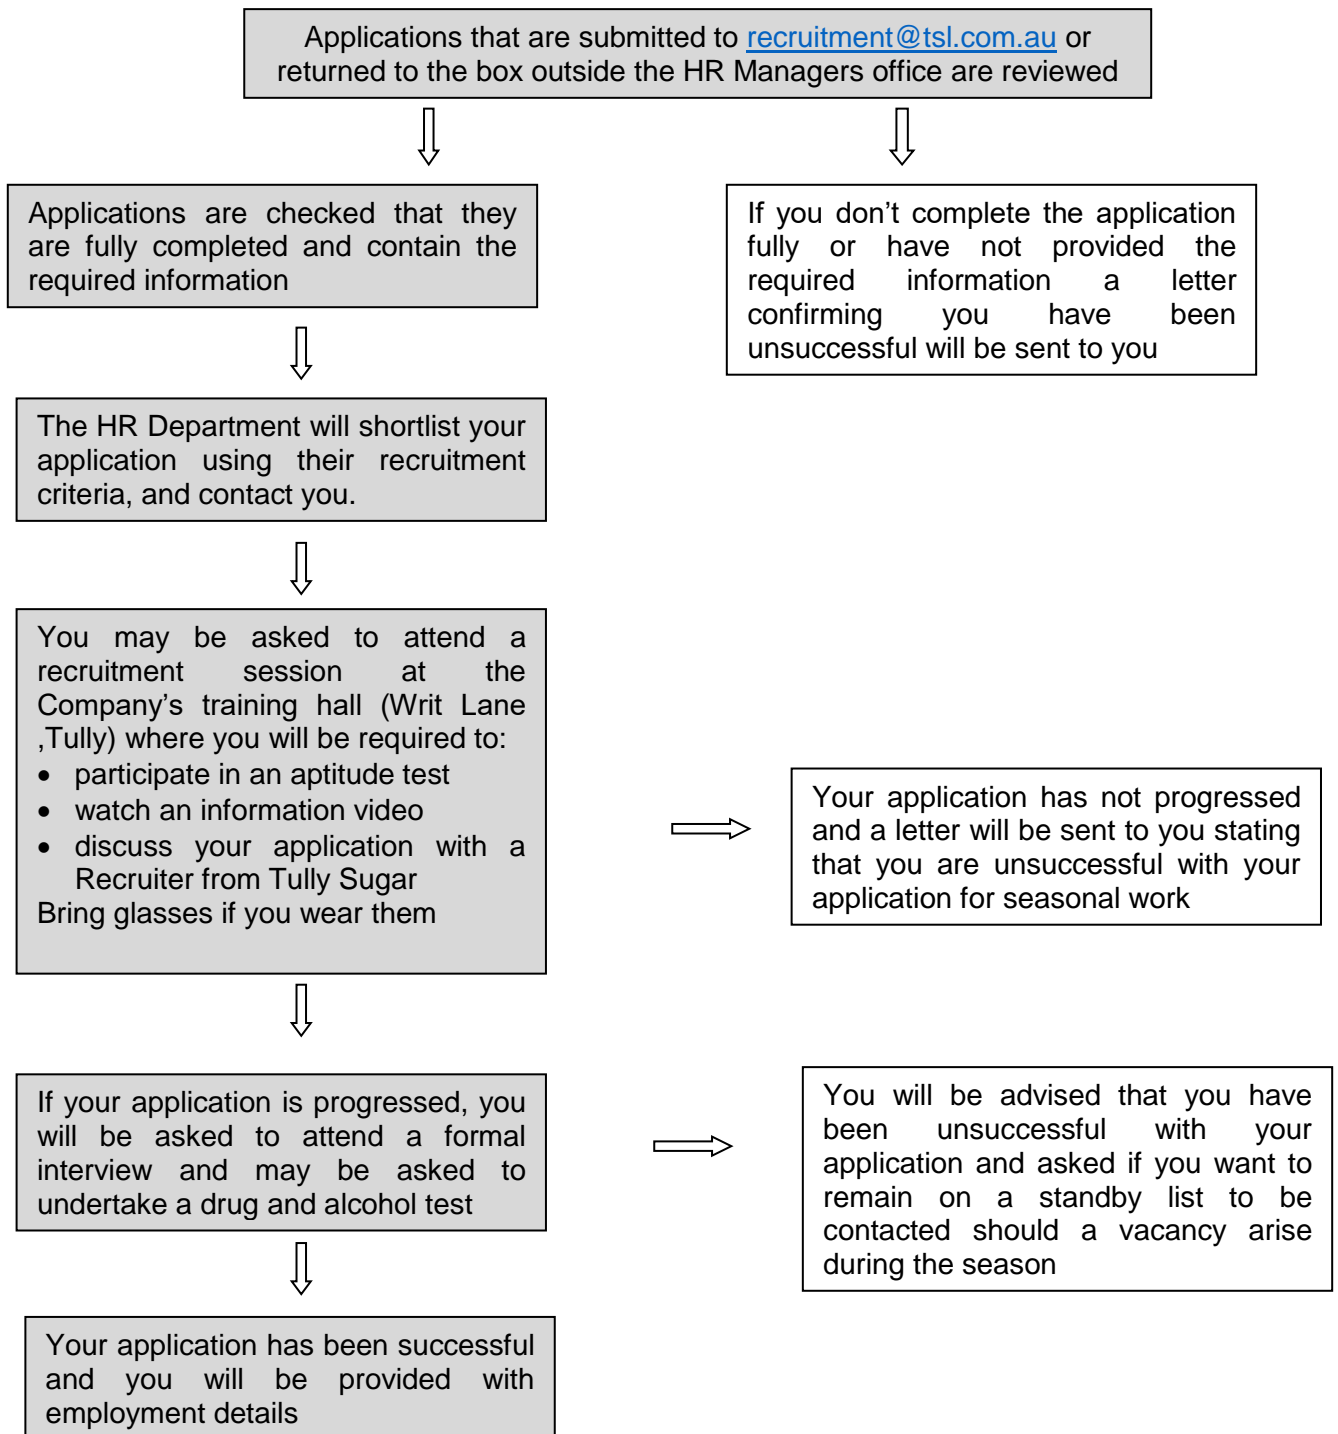 Applications that are submitted to recruitment@tsl.com.au or
returned to the box outside the HR Managers office are reviewed
Applications are checked that they
are fully completed and contain the
required information
If you don’t complete the application
fully or have not provided the
required information a letter
confirming you have been
unsuccessful will be sent to you
The HR Department will shortlist your
application using their recruitment
criteria, and contact you.
You may be asked to attend a
recruitment session at the
Company’s training hall (Writ Lane
,Tully) where you will be required to:
• participate in an aptitude test
• watch an information video
• discuss your application with a
Recruiter from Tully Sugar
Bring glasses if you wear them
Your application has not progressed
and a letter will be sent to you stating
that you are unsuccessful with your
application for seasonal work
If your application is progressed, you
will be asked to attend a formal
interview and may be asked to
undertake a drug and alcohol test
You will be advised that you have
been unsuccessful with your
application and asked if you want to
remain on a standby list to be
contacted should a vacancy arise
during the season
Your application has been successful
and you will be provided with
employment details